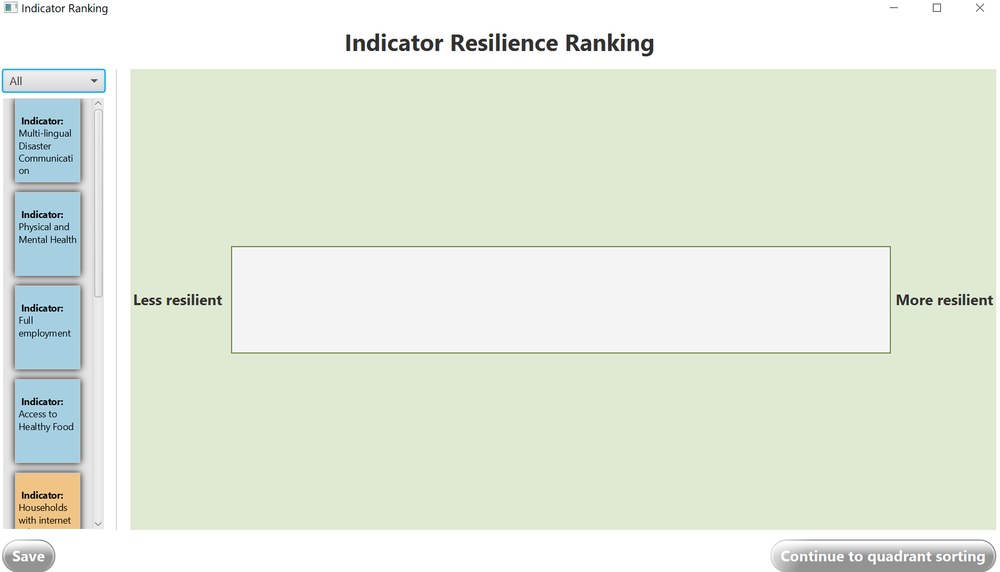 Indicator Ranking
Indicator Resilience Ranking
All
Indicator:
Multi-lingual
Disaster
Communicati
on
Indicator:
Physical and
Mental Health
Indicator:
Full
employment
Indicator:
Access to
Healthy Food
Indicator:
Households
with internet
Less resilient
More resilient
Save
Continue to quadrant sorting